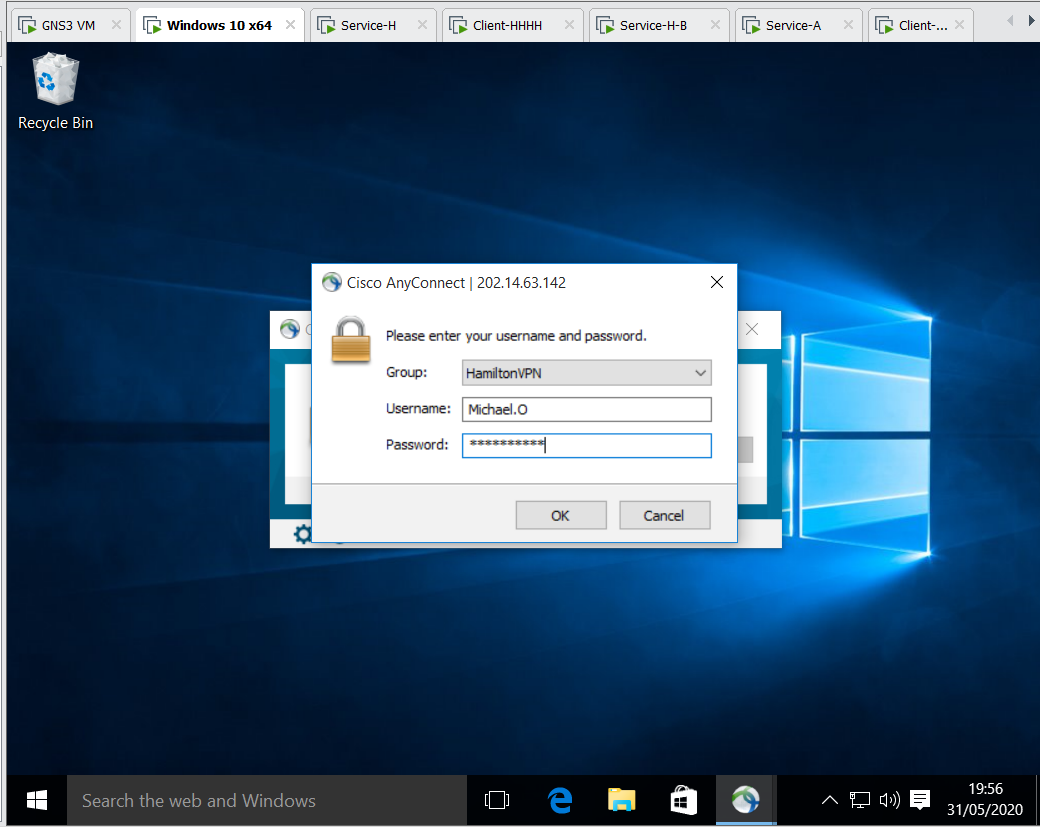 GNS3 VM
Windows 10 x64
Service-H
Client-HHHH
Service-H-B
Service-A
Client-...
Recycle Bin
Cisco AnyConnect | 202.14.63.142
Please enter your username and password.
Group: HamiltonVPN
Username: Michael.O
Password: **********
OK Cancel
Search the web and Windows
19:56
31/05/2020